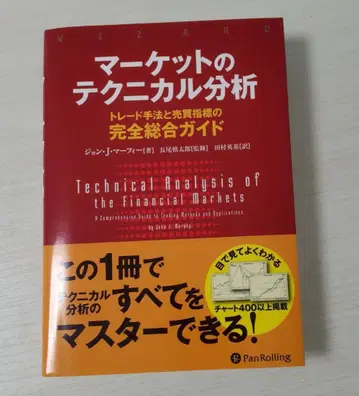 WIZARD
マーケットの
テクニカル分析
トレード手法と売買指標の
完全総合ガイド
ジョン・J・マーフィー[著] 長尾慎太郎[監修] 田村英基[訳]
Technical Analysis of
the Financial Markets
A Comprehensive Guide to Trading Methods and Applications
by John J. Murphy
この1冊で
テクニカル
分析の
すべてを
マスターできる!
目で見てよくわかる
チャート400以上掲載
PanRolling